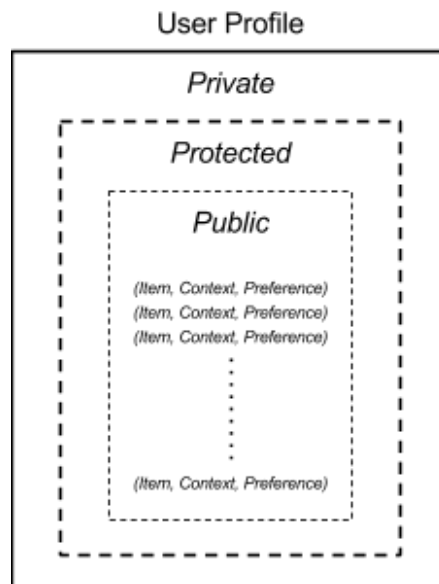 User Profile
Private
Protected
Public
(Item, Context, Preference)
(Item, Context, Preference)
(Item, Context, Preference)
(Item, Context, Preference)